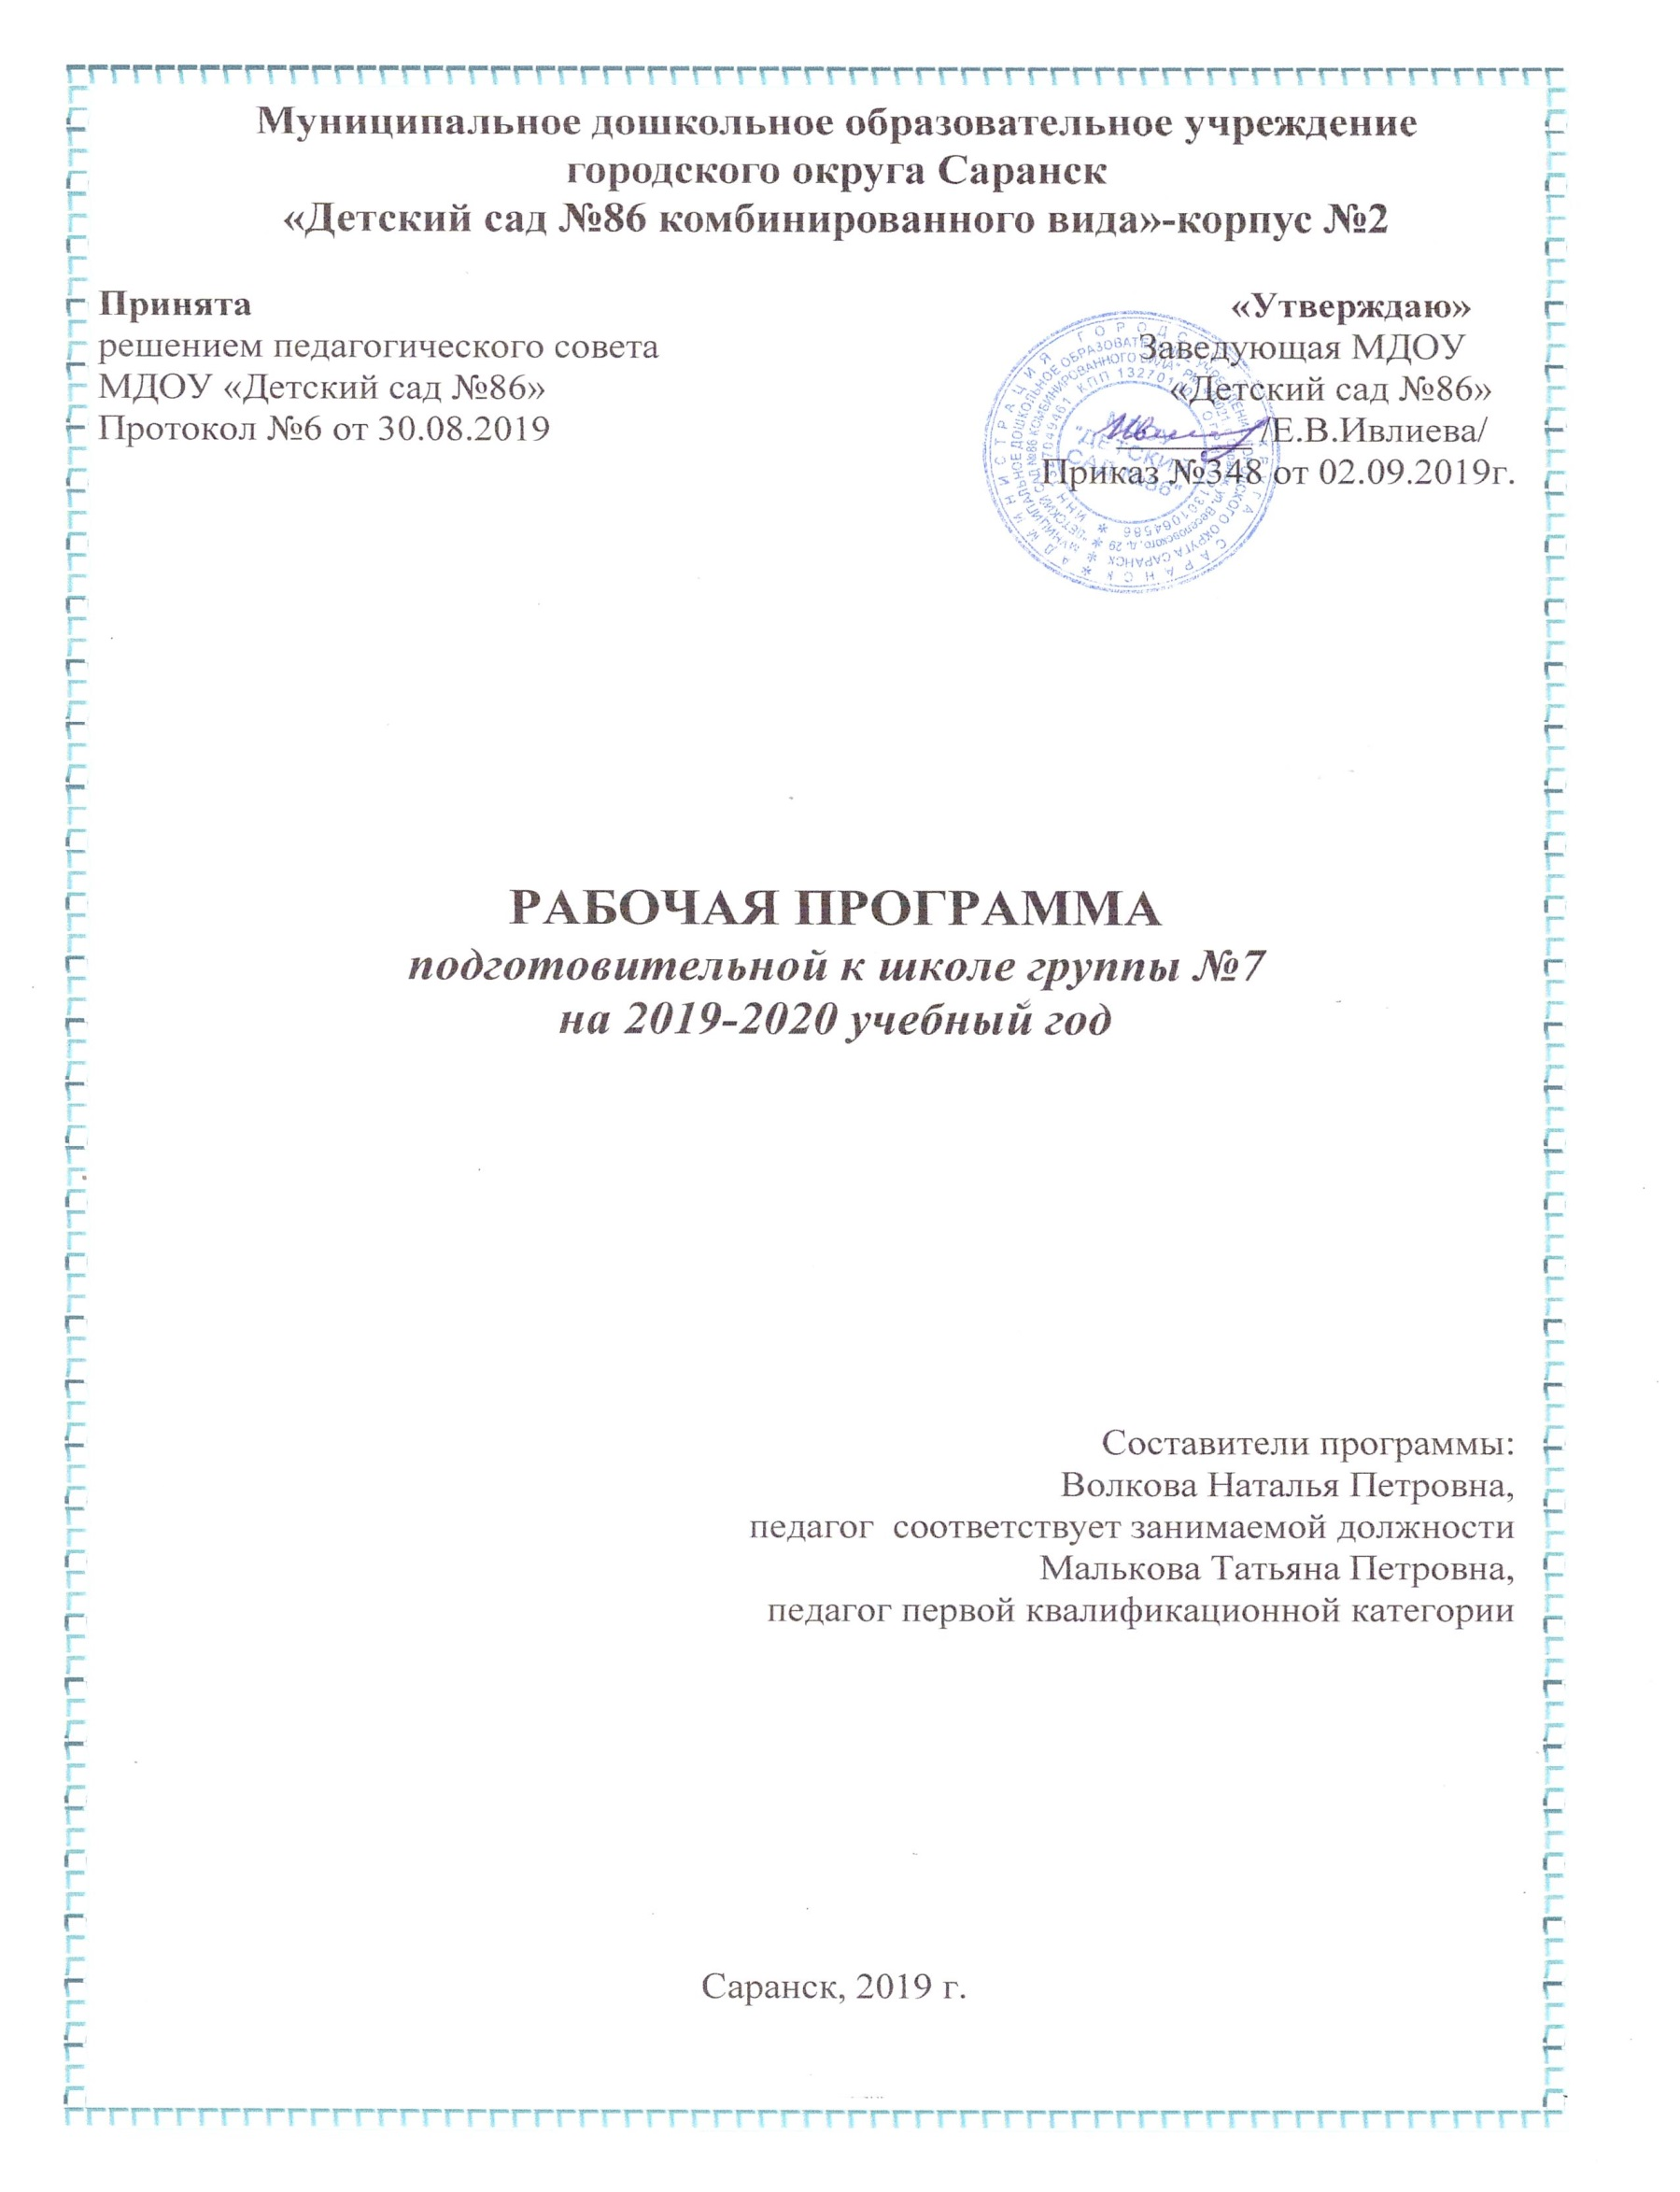 Муниципальное дошкольное образовательное учреждение
городского округа Саранск
«Детский сад №86 комбинированного вида»-корпус №2
Принята
решением педагогического совета
МДОУ «Детский сад №86»
Протокол №6 от 30.08.2019
«Утверждаю»
Заведующая МДОУ
«Детский сад №86»
/Е.В.Ивлиева/
Приказ №348 от 02.09.2019г.
"ДЕТСКИЙ
САД №86"
РАБОЧАЯ ПРОГРАММА
подготовительной к школе группы №7
на 2019-2020 учебный год
Составители программы:
Волкова Наталья Петровна,
педагог  соответствует занимаемой должности
Малькова Татьяна Петровна,
педагог первой квалификационной категории
Саранск, 2019 г.